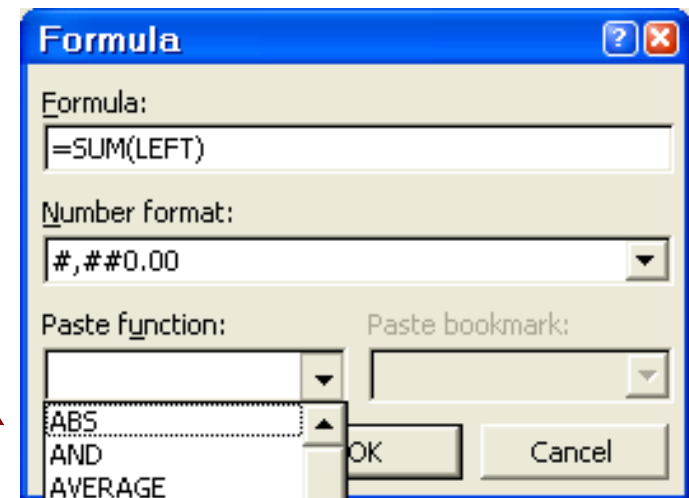 Formula
Formula:
=SUM(LEFT)
Number format:
#,##0.00
Paste function: Paste bookmark:
ABS
AND OK Cancel
AVERAGE